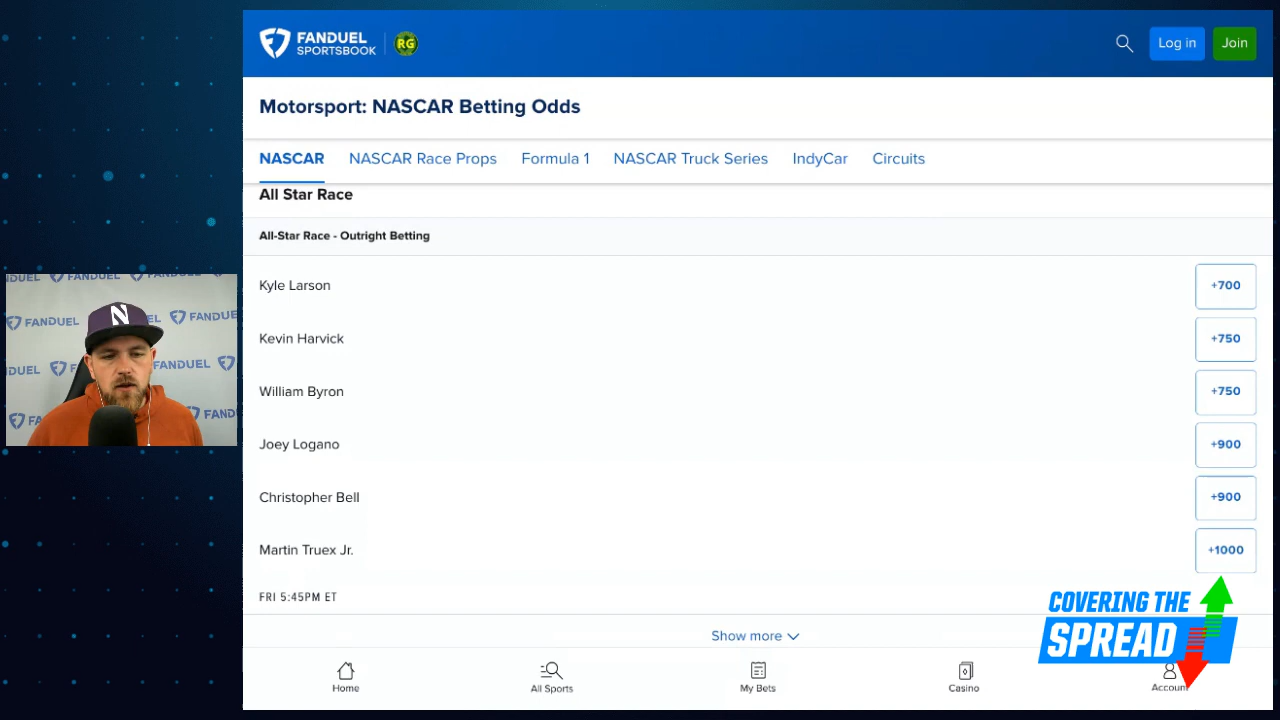 FANDUEL
SPORTSBOOK
RG
Log in
Join
Motorsport: NASCAR Betting Odds
NASCAR
NASCAR Race Props
Formula 1
NASCAR Truck Series
IndyCar
Circuits
All Star Race
All-Star Race - Outright Betting
Kyle Larson
+700
Kevin Harvick
+750
William Byron
+750
Joey Logano
+900
Christopher Bell
+900
Martin Truex Jr.
+1000
FRI 5:45PM ET
Show more
COVERING THE
SPREAD
Home
All Sports
My Bets
Casino
Account
FANDUEL
FANDUEL
FANDUEL
N